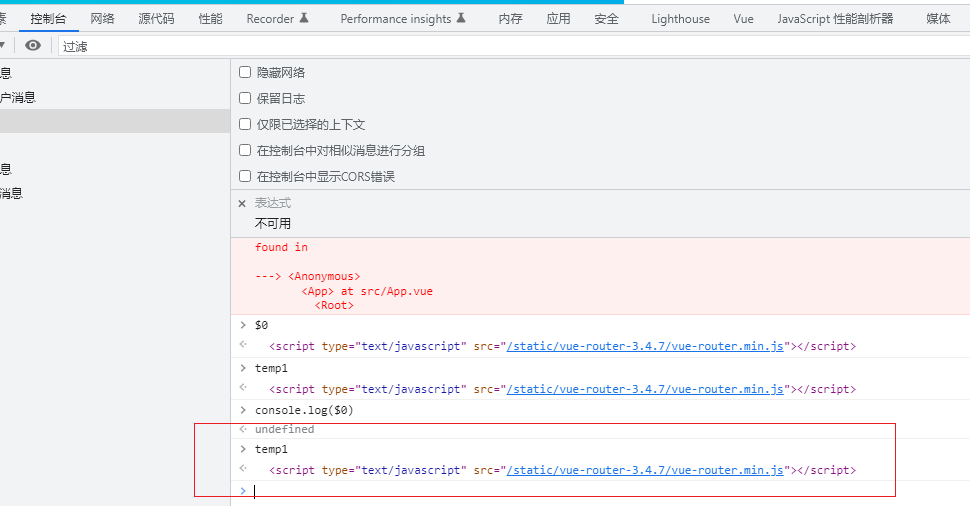 素 控制台 网络 源代码 性能 Recorder Performance insights 内存 应用 安全 Lighthouse Vue JavaScript 性能剖析器 媒体
过滤
息
户消息
息
消息
隐藏网络
保留日志
仅限已选择的上下文
在控制台中对相似消息进行分组
在控制台中显示CORS错误
× 表达式
不可用
found in
---> <Anonymous>
<App> at src/App.vue
<Root>
> $0
<script type="text/javascript" src="/static/vue-router-3.4.7/vue-router.min.js"></script>
> temp1
<script type="text/javascript" src="/static/vue-router-3.4.7/vue-router.min.js"></script>
> console.log($0)
undefined
> temp1
<script type="text/javascript" src="/static/vue-router-3.4.7/vue-router.min.js"></script>
>